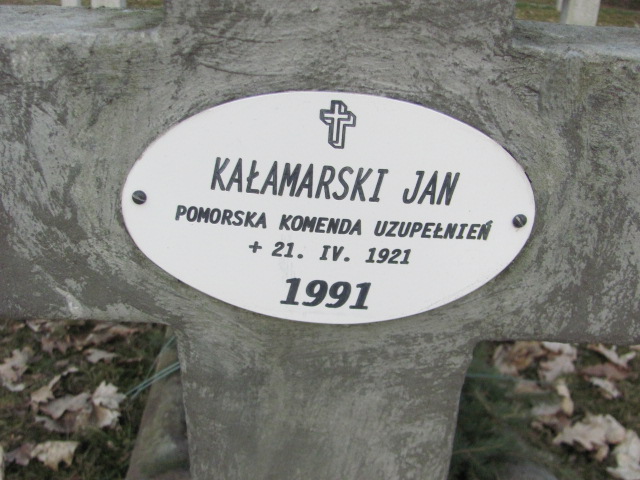 KAŁAMARSKI JAN
POMORSKA KOMENDA UZUPEŁNIEŃ
+ 21. IV. 1921
1991